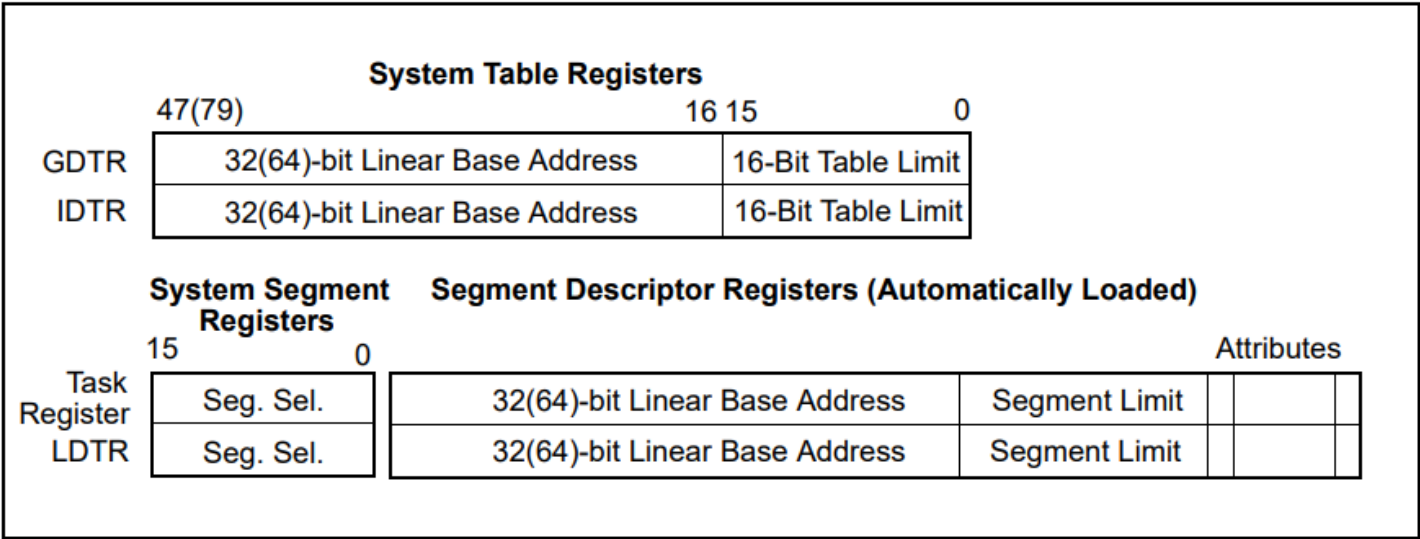 System Table Registers
47(79) 16 15 0
GDTR 32(64)-bit Linear Base Address 16-Bit Table Limit
IDTR 32(64)-bit Linear Base Address 16-Bit Table Limit
System Segment Segment Descriptor Registers (Automatically Loaded)
Registers
15 0 Attributes
Task
Register Seg. Sel. 32(64)-bit Linear Base Address Segment Limit
LDTR Seg. Sel. 32(64)-bit Linear Base Address Segment Limit